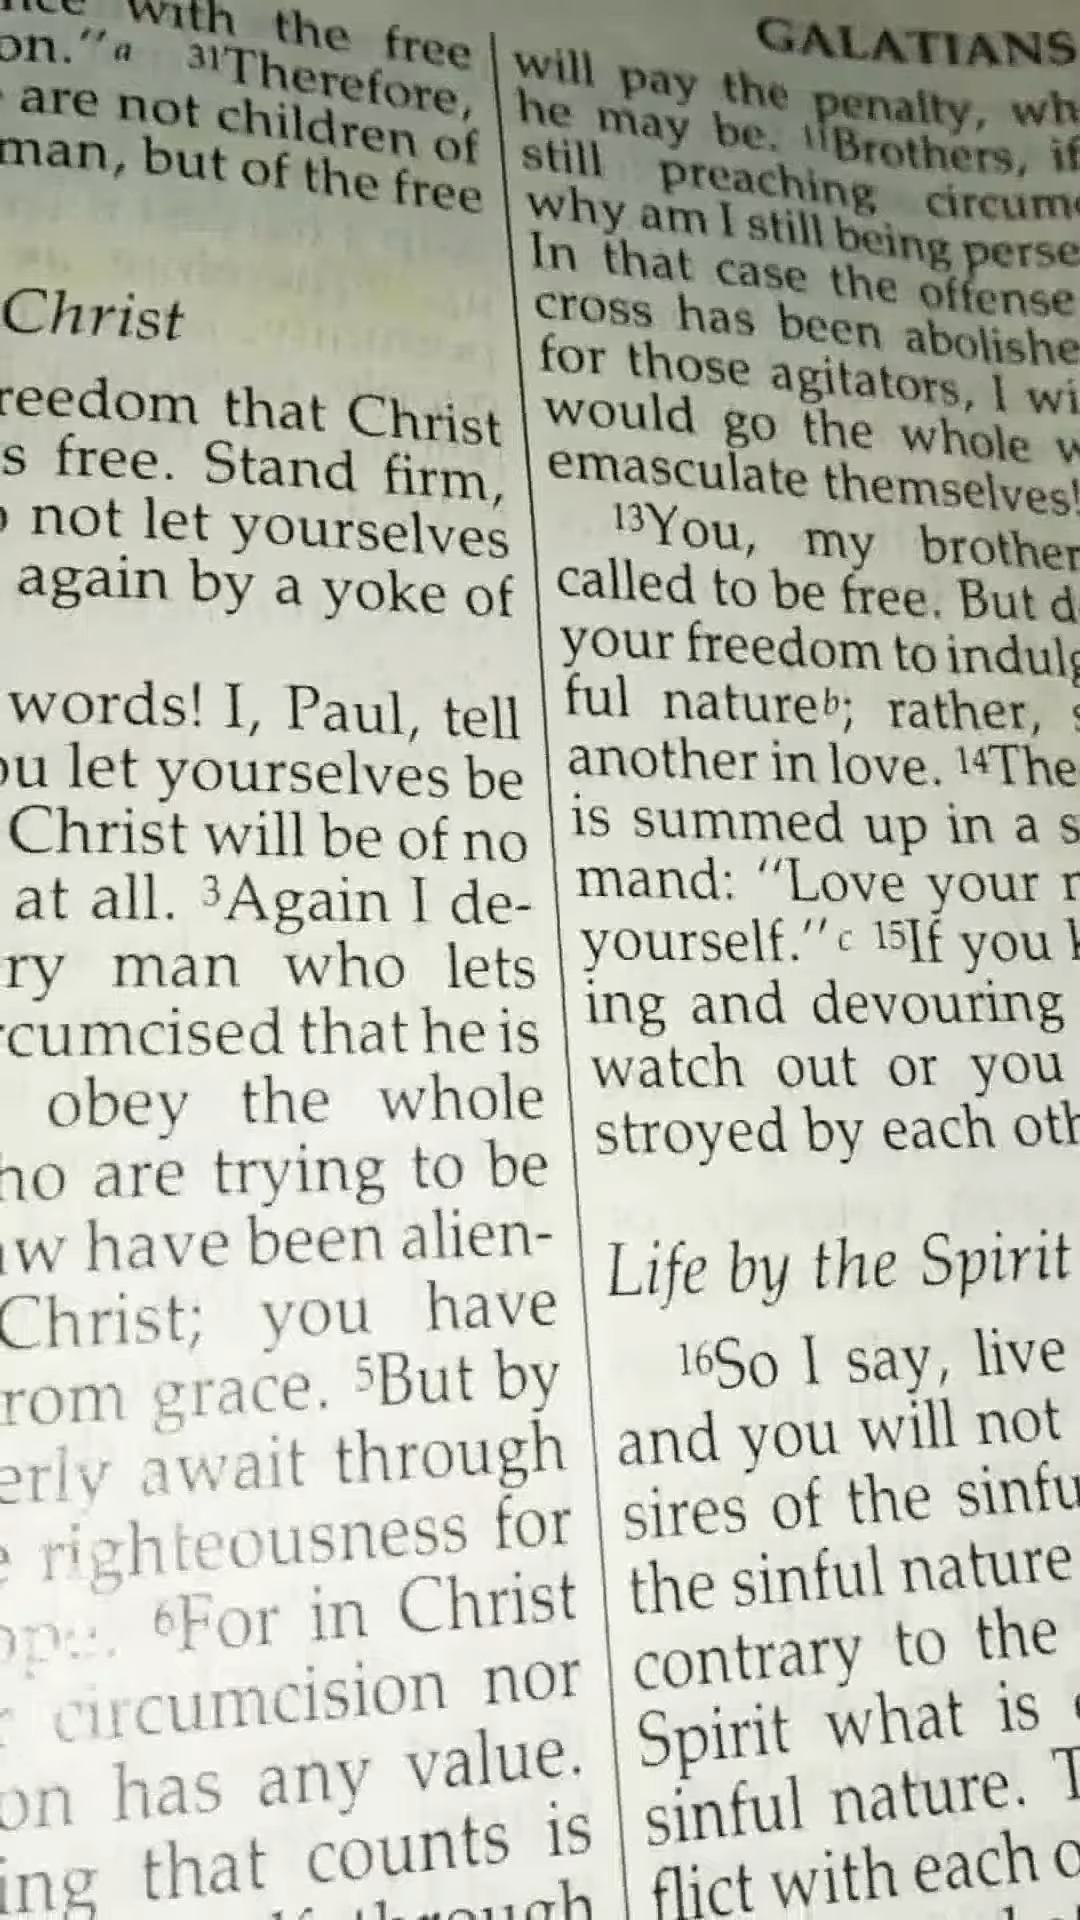 with the free
on."a 31Therefore,
are not children of
man, but of the free
Christ
reedom that Christ
s free. Stand firm,
not let yourselves
again by a yoke of
words! I, Paul, tell
ou let yourselves be
Christ will be of no
at all. 3Again I de-
ry man who lets
rcumcised that he is
obey the whole
ho are trying to be
aw have been alien-
Christ; you have
rom grace. 5But by
erly await through
righteousness for
6For in Christ
circumcision nor
on has any value.
ing that counts is
through
GALATIANS
will pay the penalty, wh
he may be. 11Brothers, if
still preaching circumc
why am I still being perse
In that case the offense
cross has been abolishe
for those agitators, I wi
would go the whole w
emasculate themselves!
13You, my brother
called to be free. But d
your freedom to indulg
ful natureb; rather, s
another in love. 14The
is summed up in a s
mand: "Love your n
yourself."c 15If you k
ing and devouring
watch out or you
stroyed by each oth
Life by the Spirit
16So I say, live
and you will not
sires of the sinfu
the sinful nature
contrary to the
Spirit what is c
sinful nature. T
flict with each o